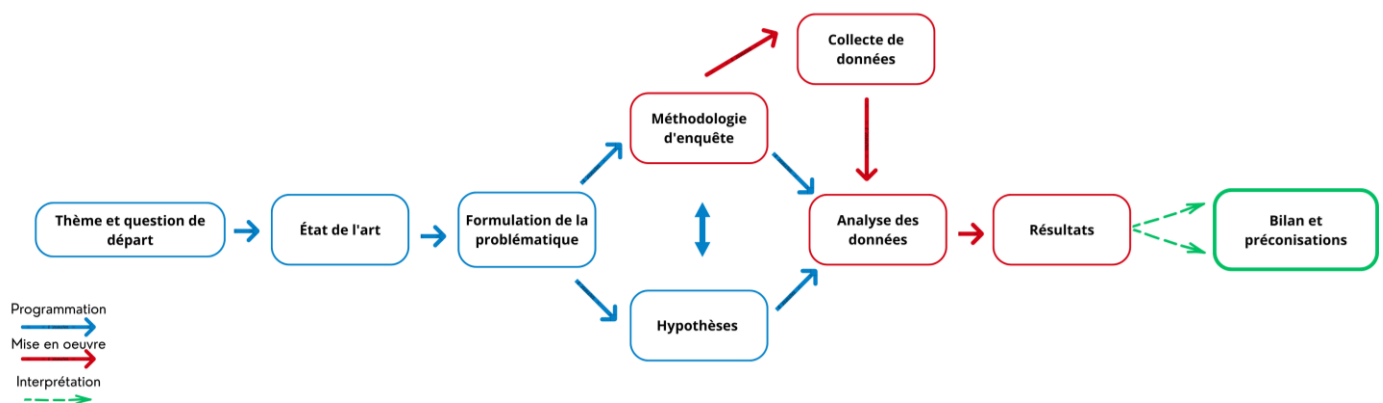 Collecte de
données
Méthodologie
d'enquête
Thème et question de
départ
État de l'art
Formulation de la
problématique
Analyse des
données
Résultats
Bilan et
préconisations
Hypothèses
Programmation
Mise en oeuvre
Interprétation